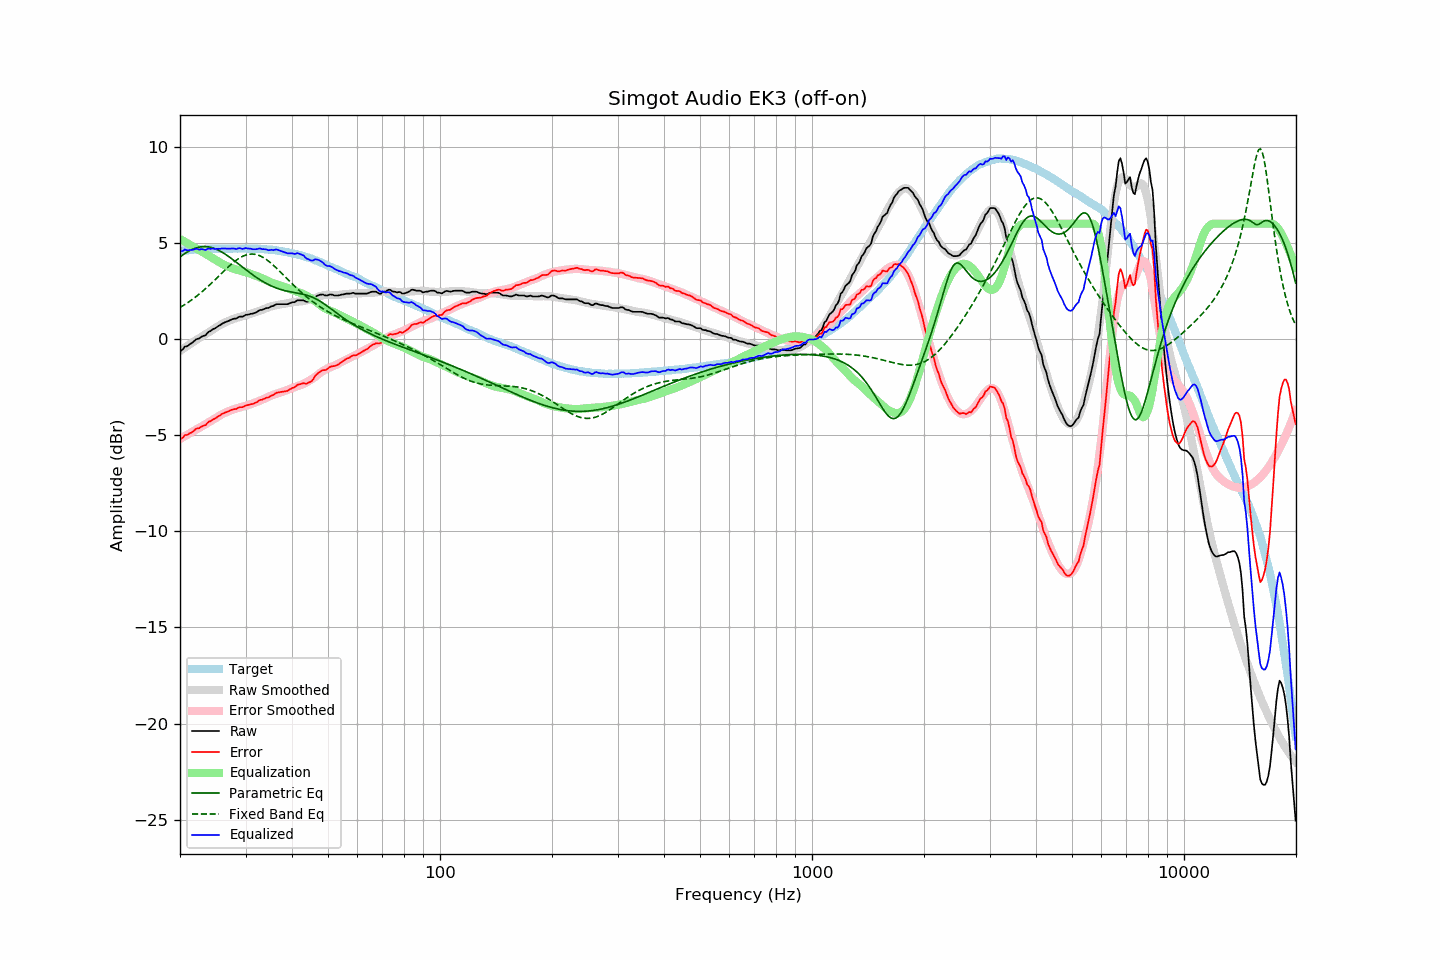 Simgot Audio EK3 (off-on)
10
5
0
−5
−10
−15
−20
−25
Amplitude (dBr)
Target
Raw Smoothed
Error Smoothed
Raw
Error
Equalization
Parametric Eq
Fixed Band Eq
Equalized
100
1000
10000
Frequency (Hz)